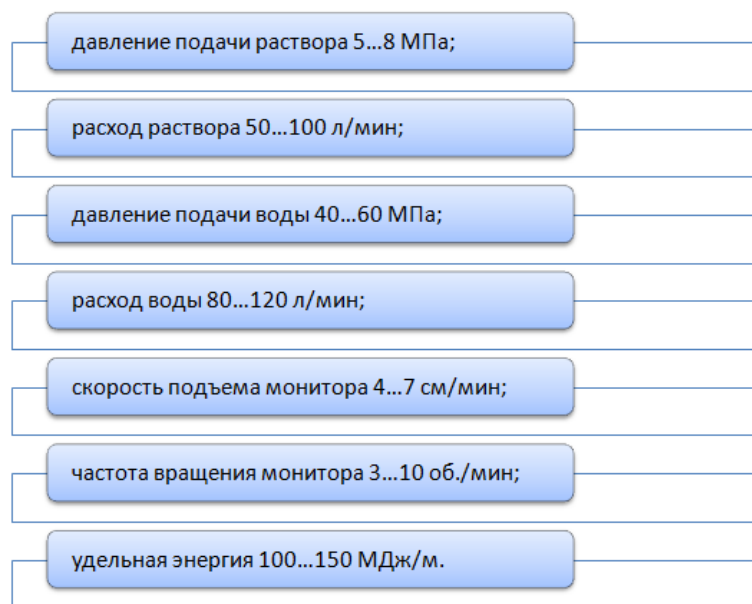 давление подачи раствора 5...8 МПа;
расход раствора 50...100 л/мин;
давление подачи воды 40...60 МПа;
расход воды 80...120 л/мин;
скорость подъема монитора 4...7 см/мин;
частота вращения монитора 3...10 об./мин;
удельная энергия 100...150 МДж/м.